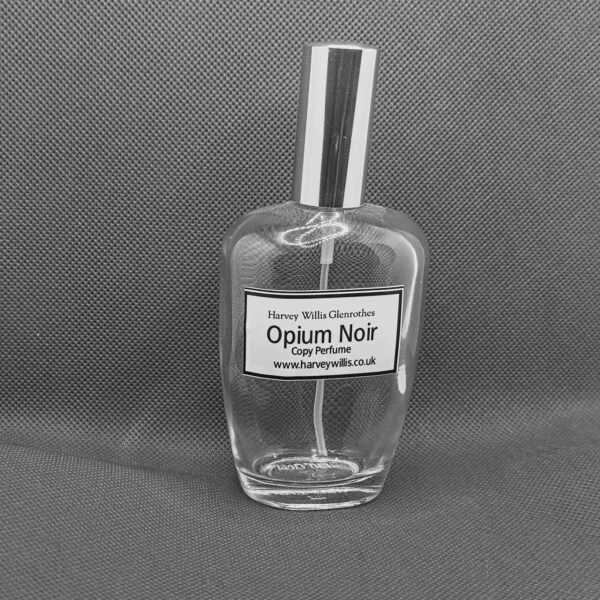 Harvey Willis Glenrothes
Opium Noir
Copy Perfume
www.harveywillis.co.uk